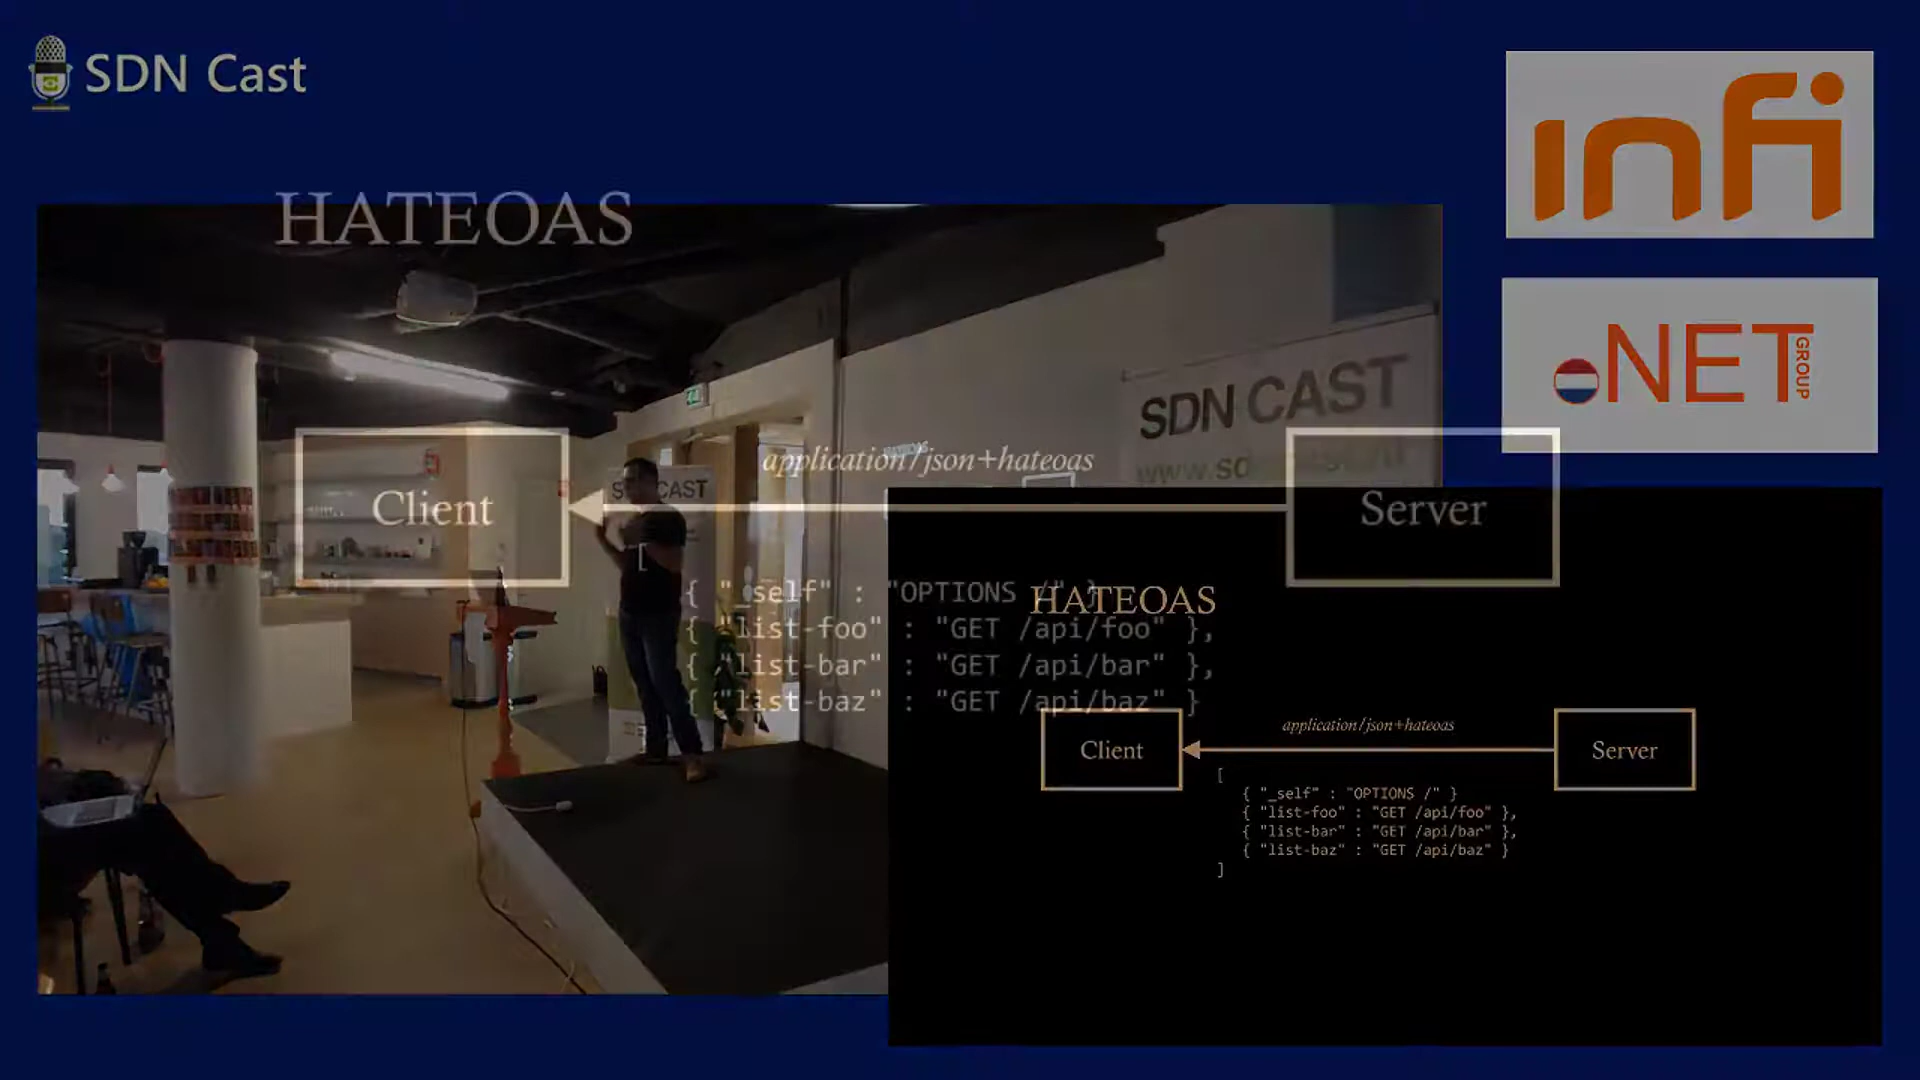 SDN Cast
infi
.NET
GROUP
HATEOAS
SDN CAST
SDN CAST
application/json+hateoas
Client
Server
[
{ "_self" : "OPTIONS /" }
{ "list-foo" : "GET /api/foo" },
{ "list-bar" : "GET /api/bar" },
{ "list-baz" : "GET /api/baz" }
HATEOAS
application/json+hateoas
Client
Server
[
{ "_self" : "OPTIONS /" }
{ "list-foo" : "GET /api/foo" },
{ "list-bar" : "GET /api/bar" },
{ "list-baz" : "GET /api/baz" }
]